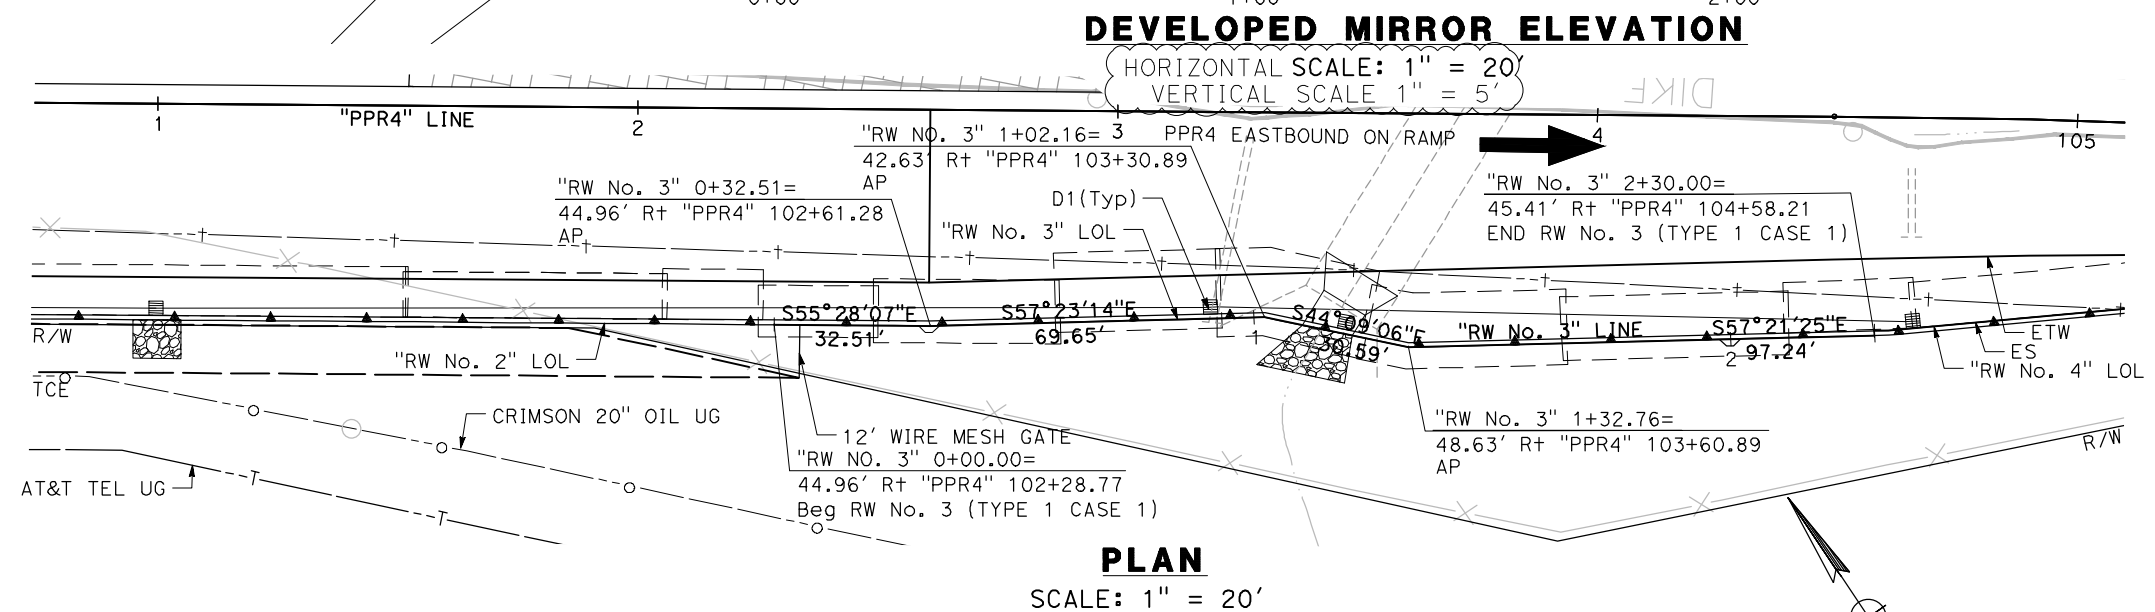 DEVELOPED MIRROR ELEVATION
HORIZONTAL SCALE: 1" = 20'
VERTICAL SCALE 1" = 5'
DIKE
1
"PPR4" LINE
2
3
PPR4 EASTBOUND ON RAMP
4
105
"RW NO. 3" 1+02.16=
42.63' Rt "PPR4" 103+30.89
AP
"RW No. 3" 0+32.51=
44.96' Rt "PPR4" 102+61.28
AP
D1(Typ)
"RW No. 3" LOL
"RW No. 3" 2+30.00=
45.41' Rt "PPR4" 104+58.21
END RW No. 3 (TYPE 1 CASE 1)
S55°28'07"E
32.51'
S57°23'14"E
69.65'
1
S44°09'06"E
30.59'
"RW No. 3" LINE
S57°21'25"E
97.24'
2
R/W
"RW No. 2" LOL
ETW
ES
"RW No. 4" LOL
TCE
CRIMSON 20" OIL UG
12' WIRE MESH GATE
"RW NO. 3" 0+00.00=
44.96' Rt "PPR4" 102+28.77
Beg RW No. 3 (TYPE 1 CASE 1)
"RW No. 3" 1+32.76=
48.63' Rt "PPR4" 103+60.89
AP
R/W
AT&T TEL UG
T
T
PLAN
SCALE: 1" = 20'